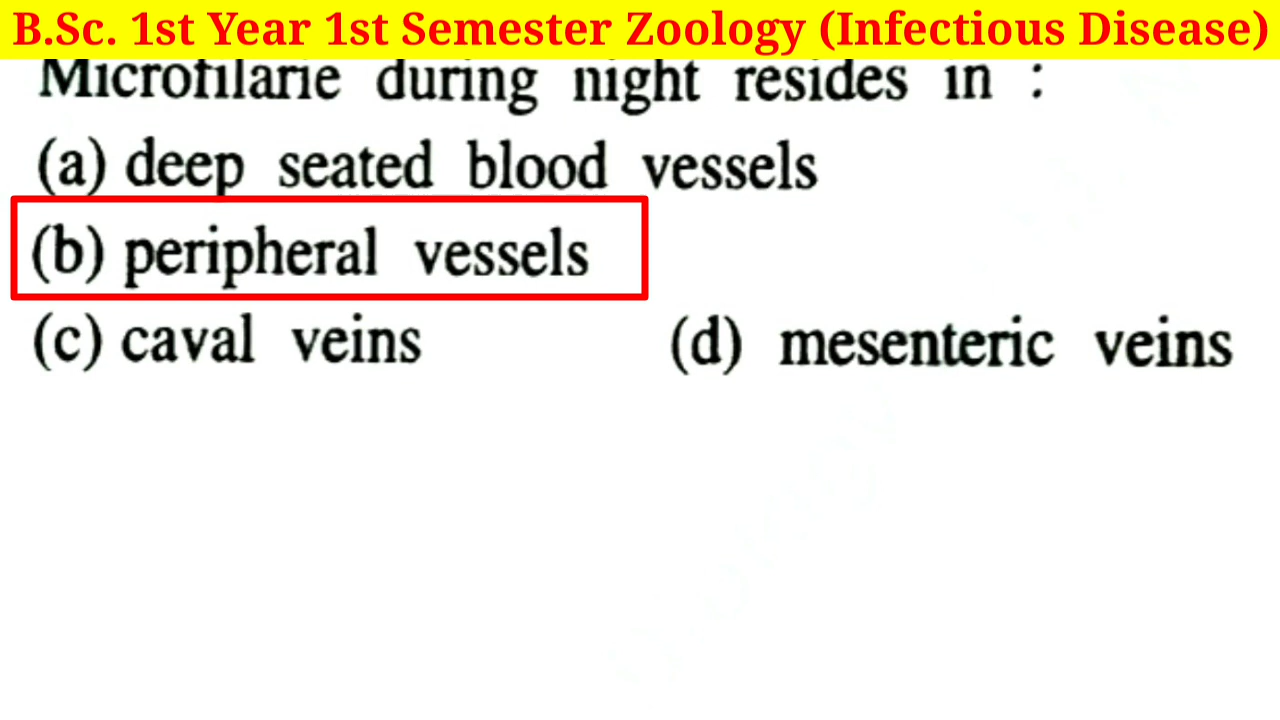 B.Sc. 1st Year 1st Semester Zoology (Infectious Disease)
Microfilarie during night resides in :
(a) deep seated blood vessels
(b) peripheral vessels
(c) caval veins (d) mesenteric veins